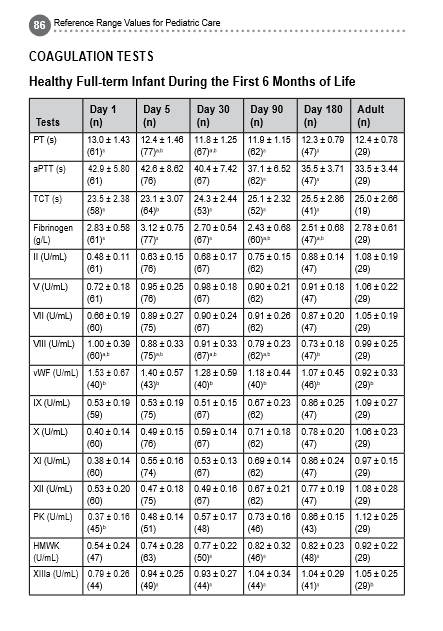 86 Reference Range Values for Pediatric Care
COAGULATION TESTS
Healthy Full-term Infant During the First 6 Months of Life
Tests | Day 1 (n) | Day 5 (n) | Day 30 (n) | Day 90 (n) | Day 180 (n) | Adult (n)
PT (s) | 13.0 ± 1.43 (61)ᵃ | 12.4 ± 1.46 (77)ᵃ,ᵇ | 11.8 ± 1.25 (67)ᵃ,ᵇ | 11.9 ± 1.15 (62)ᵃ | 12.3 ± 0.79 (47)ᵃ | 12.4 ± 0.78 (29)
aPTT (s) | 42.9 ± 5.80 (61) | 42.6 ± 8.62 (76) | 40.4 ± 7.42 (67) | 37.1 ± 6.52 (62)ᵃ | 35.5 ± 3.71 (47)ᵃ | 33.5 ± 3.44 (29)
TCT (s) | 23.5 ± 2.38 (58)ᵃ | 23.1 ± 3.07 (64)ᵇ | 24.3 ± 2.44 (53)ᵃ | 25.1 ± 2.32 (52)ᵃ | 25.5 ± 2.86 (41)ᵃ | 25.0 ± 2.66 (19)
Fibrinogen (g/L) | 2.83 ± 0.58 (61)ᵃ | 3.12 ± 0.75 (77)ᵃ | 2.70 ± 0.54 (67)ᵃ | 2.43 ± 0.68 (60)ᵃ,ᵇ | 2.51 ± 0.68 (47)ᵃ,ᵇ | 2.78 ± 0.61 (29)
II (U/mL) | 0.48 ± 0.11 (61) | 0.63 ± 0.15 (76) | 0.68 ± 0.17 (67) | 0.75 ± 0.15 (62) | 0.88 ± 0.14 (47) | 1.08 ± 0.19 (29)
V (U/mL) | 0.72 ± 0.18 (61) | 0.95 ± 0.25 (76) | 0.98 ± 0.18 (67) | 0.90 ± 0.21 (62) | 0.91 ± 0.18 (47) | 1.06 ± 0.22 (29)
VII (U/mL) | 0.66 ± 0.19 (60) | 0.89 ± 0.27 (75) | 0.90 ± 0.24 (67) | 0.91 ± 0.26 (62) | 0.87 ± 0.20 (47) | 1.05 ± 0.19 (29)
VIII (U/mL) | 1.00 ± 0.39 (60)ᵃ,ᵇ | 0.88 ± 0.33 (75)ᵃ,ᵇ | 0.91 ± 0.33 (67)ᵃ,ᵇ | 0.79 ± 0.23 (62)ᵃ,ᵇ | 0.73 ± 0.18 (47)ᵇ | 0.99 ± 0.25 (29)
vWF (U/mL) | 1.53 ± 0.67 (40)ᵇ | 1.40 ± 0.57 (43)ᵇ | 1.28 ± 0.59 (40)ᵇ | 1.18 ± 0.44 (40)ᵇ | 1.07 ± 0.45 (46)ᵇ | 0.92 ± 0.33 (29)ᵇ
IX (U/mL) | 0.53 ± 0.19 (59) | 0.53 ± 0.19 (75) | 0.51 ± 0.15 (67) | 0.67 ± 0.23 (62) | 0.86 ± 0.25 (47) | 1.09 ± 0.27 (29)
X (U/mL) | 0.40 ± 0.14 (60) | 0.49 ± 0.15 (76) | 0.59 ± 0.14 (67) | 0.71 ± 0.18 (62) | 0.78 ± 0.20 (47) | 1.06 ± 0.23 (29)
XI (U/mL) | 0.38 ± 0.14 (60) | 0.55 ± 0.16 (74) | 0.53 ± 0.13 (67) | 0.69 ± 0.14 (62) | 0.86 ± 0.24 (47) | 0.97 ± 0.15 (29)
XII (U/mL) | 0.53 ± 0.20 (60) | 0.47 ± 0.18 (75) | 0.49 ± 0.16 (67) | 0.67 ± 0.21 (62) | 0.77 ± 0.19 (47) | 1.08 ± 0.28 (29)
PK (U/mL) | 0.37 ± 0.16 (45)ᵇ | 0.48 ± 0.14 (51) | 0.57 ± 0.17 (48) | 0.73 ± 0.16 (46) | 0.86 ± 0.15 (43) | 1.12 ± 0.25 (29)
HMWK (U/mL) | 0.54 ± 0.24 (47) | 0.74 ± 0.28 (63) | 0.77 ± 0.22 (50)ᵃ | 0.82 ± 0.32 (46)ᵃ | 0.82 ± 0.23 (48)ᵃ | 0.92 ± 0.22 (29)
XIIIa (U/mL) | 0.79 ± 0.26 (44) | 0.94 ± 0.25 (49)ᵃ | 0.93 ± 0.27 (44)ᵃ | 1.04 ± 0.34 (44)ᵃ | 1.04 ± 0.29 (41)ᵃ | 1.05 ± 0.25 (29)ᵇ